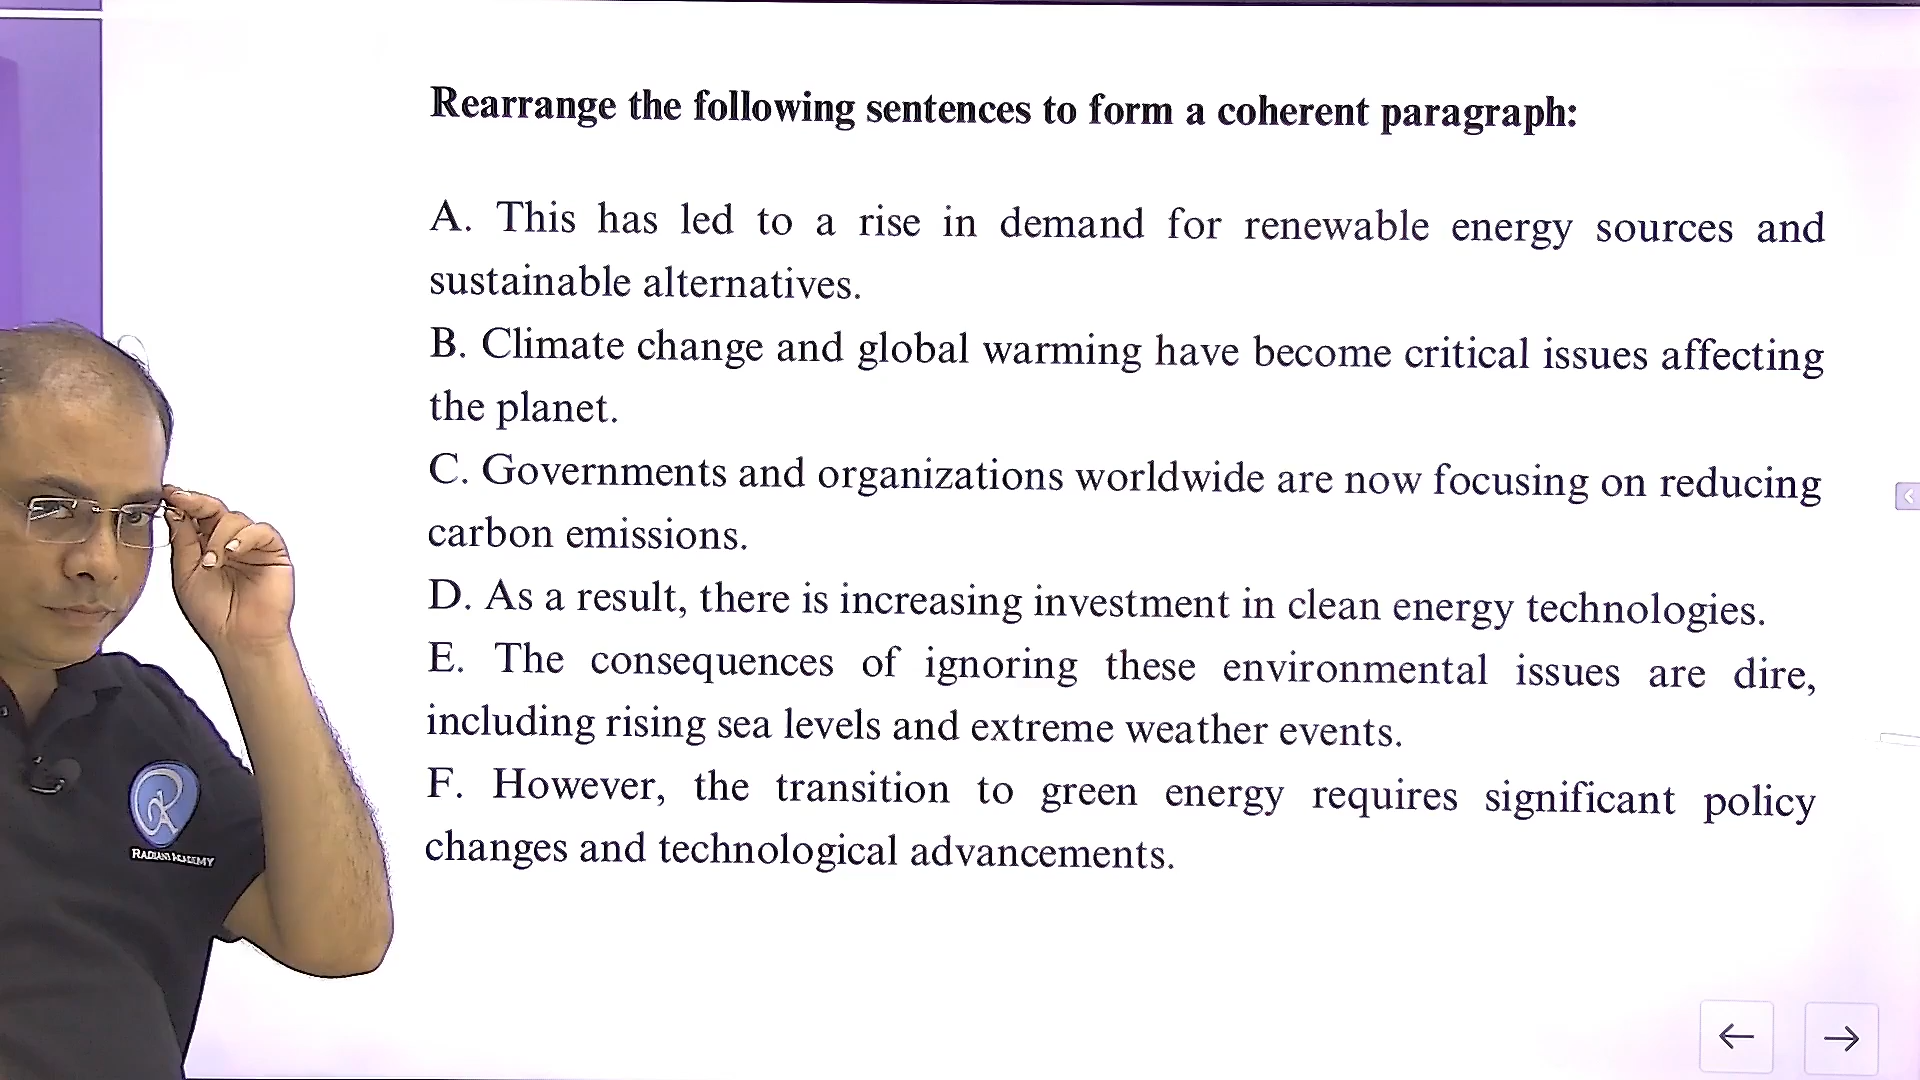 Rearrange the following sentences to form a coherent paragraph:
A. This has led to a rise in demand for renewable energy sources and
sustainable alternatives.
B. Climate change and global warming have become critical issues affecting
the planet.
C. Governments and organizations worldwide are now focusing on reducing
carbon emissions.
D. As a result, there is increasing investment in clean energy technologies.
E. The consequences of ignoring these environmental issues are dire,
including rising sea levels and extreme weather events.
F. However, the transition to green energy requires significant policy
changes and technological advancements.
RADIANT ACADEMY